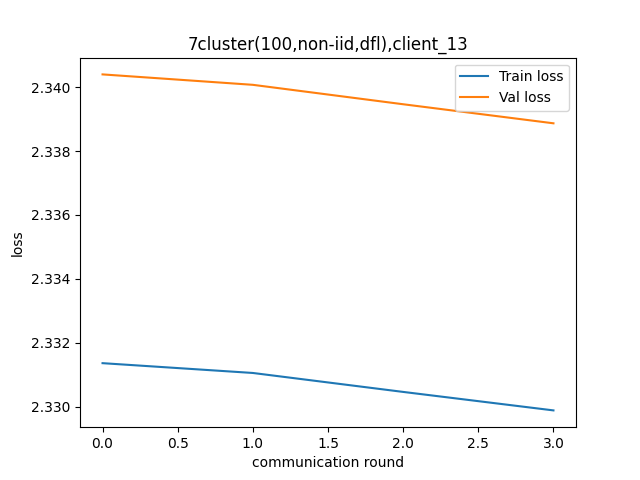 7cluster(100,non-iid,dfl),client_13
Train loss
Val loss
2.340
2.338
2.336
2.334
2.332
2.330
loss
0.0 0.5 1.0 1.5 2.0 2.5 3.0
communication round